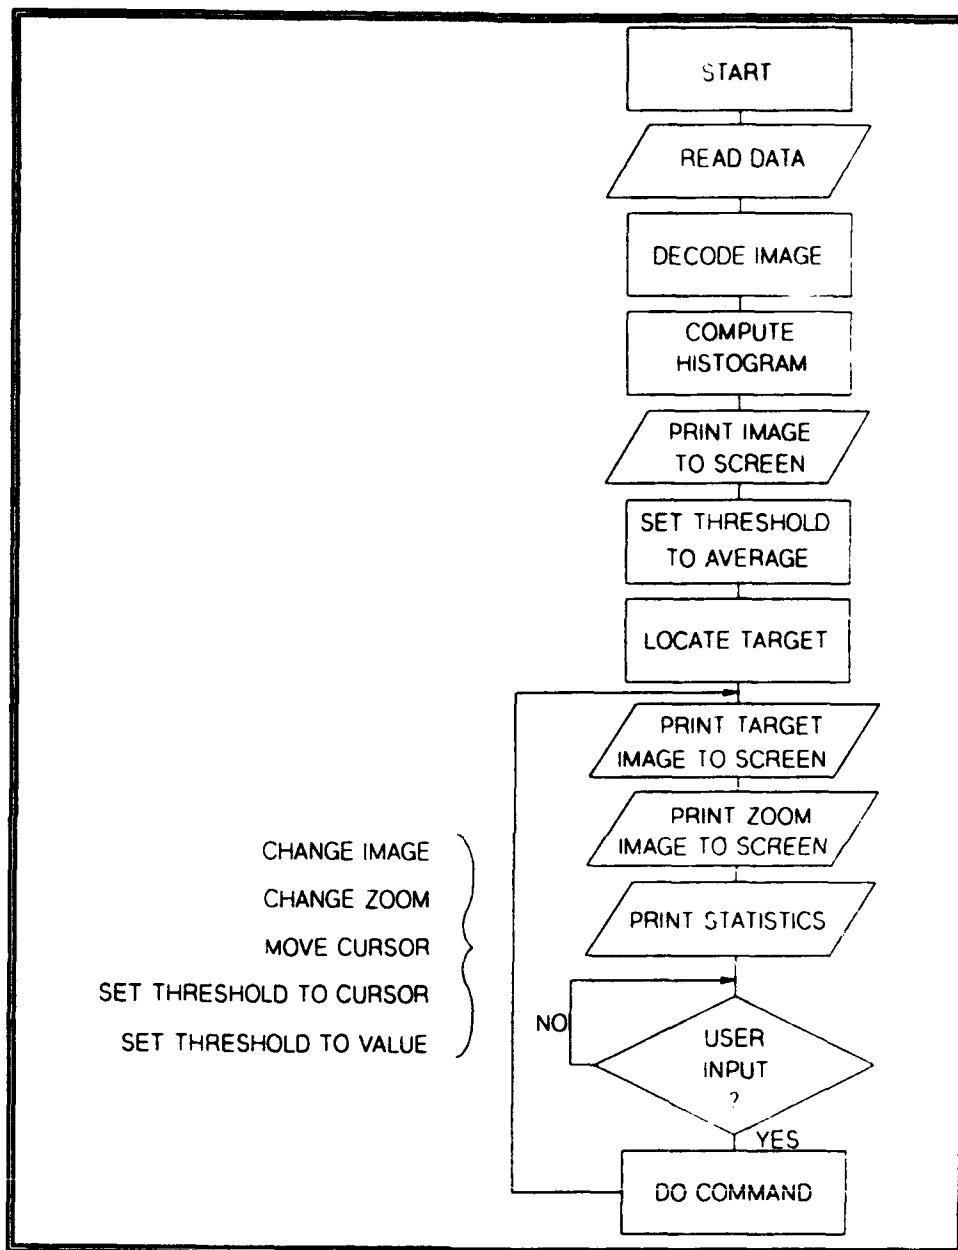 START
READ DATA
DECODE IMAGE
COMPUTE
HISTOGRAM
PRINT IMAGE
TO SCREEN
SET THRESHOLD
TO AVERAGE
LOCATE TARGET
PRINT TARGET
IMAGE TO SCREEN
PRINT ZOOM
IMAGE TO SCREEN
PRINT STATISTICS
CHANGE IMAGE
CHANGE ZOOM
MOVE CURSOR
SET THRESHOLD TO CURSOR
SET THRESHOLD TO VALUE
NO
USER
INPUT
?
YES
DO COMMAND